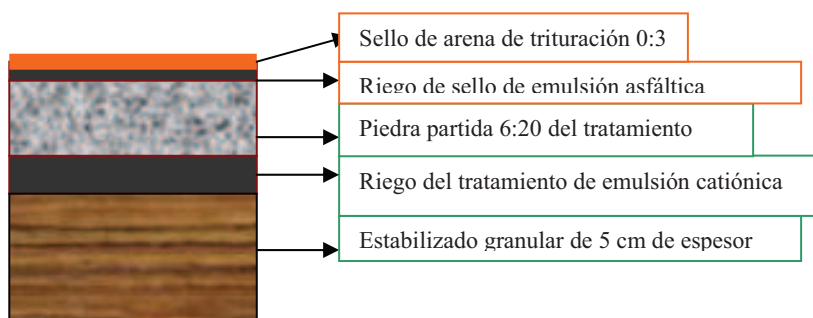 Sello de arena de trituración 0:3
Riego de sello de emulsión asfáltica
Piedra partida 6:20 del tratamiento
Riego del tratamiento de emulsión catiónica
Estabilizado granular de 5 cm de espesor